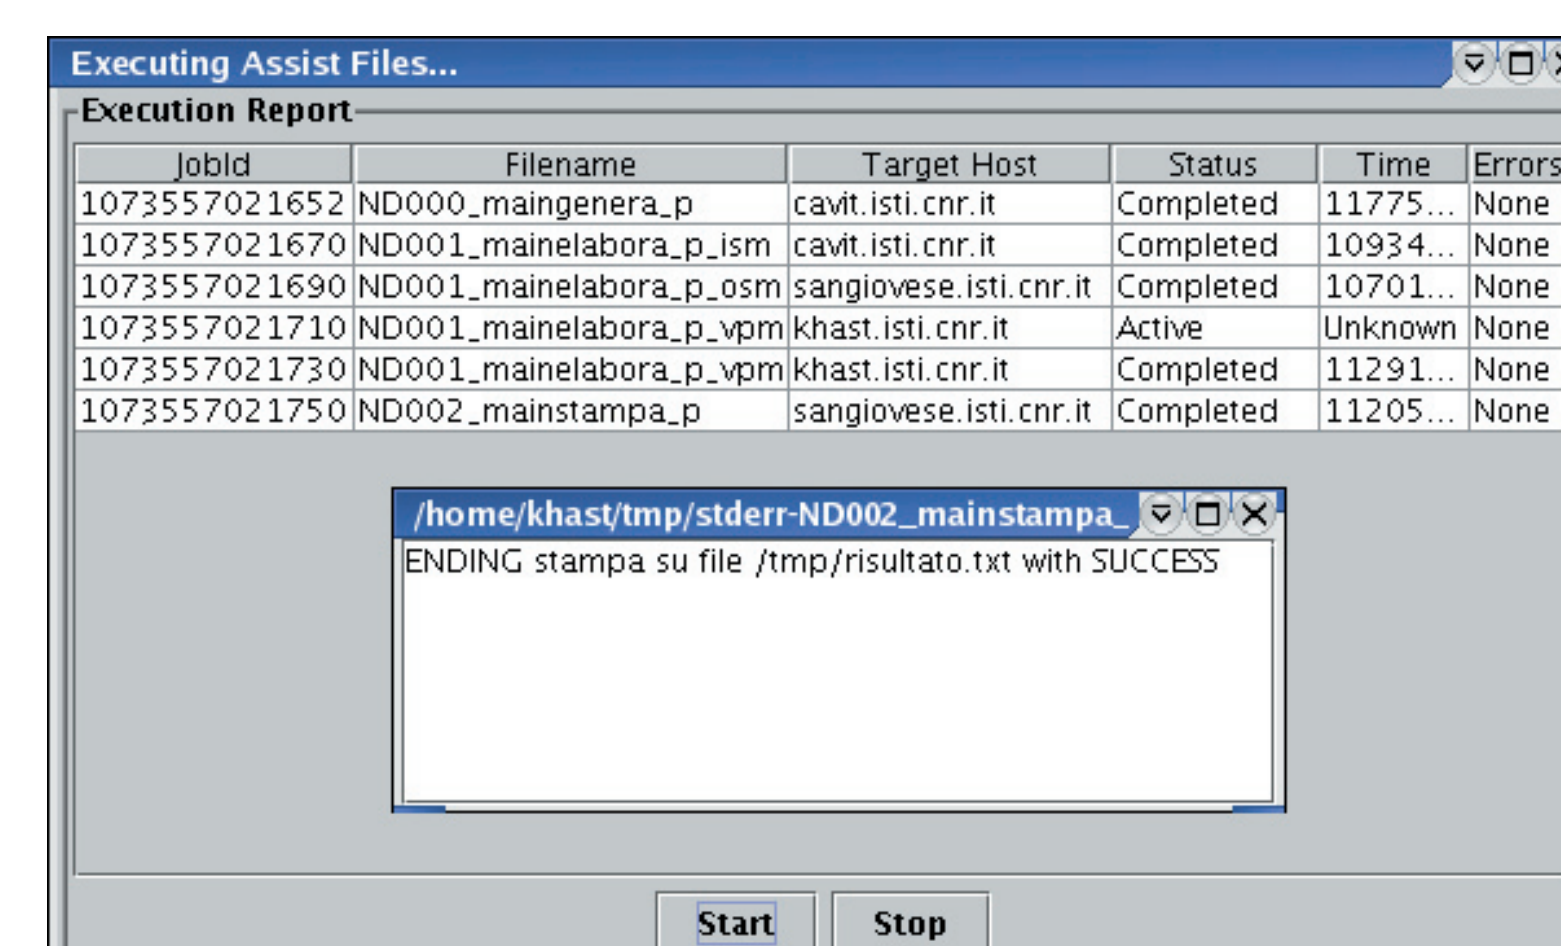 Executing Assist Files...
Execution Report
JobId Filename Target Host Status Time Errors
1073557021652 ND000_maingenera_p cavit.isti.cnr.it Completed 11775... None
1073557021670 ND001_mainelabora_p_ism cavit.isti.cnr.it Completed 10934... None
1073557021690 ND001_mainelabora_p_osm sangiovese.isti.cnr.it Completed 10701... None
1073557021710 ND001_mainelabora_p_vpm khast.isti.cnr.it Active Unknown None
1073557021730 ND001_mainelabora_p_vpm khast.isti.cnr.it Completed 11291... None
1073557021750 ND002_mainstampa_p sangiovese.isti.cnr.it Completed 11205... None
/home/khast/tmp/stderr-ND002_mainstampa_
ENDING stampa su file /tmp/risultato.txt with SUCCESS
Start Stop